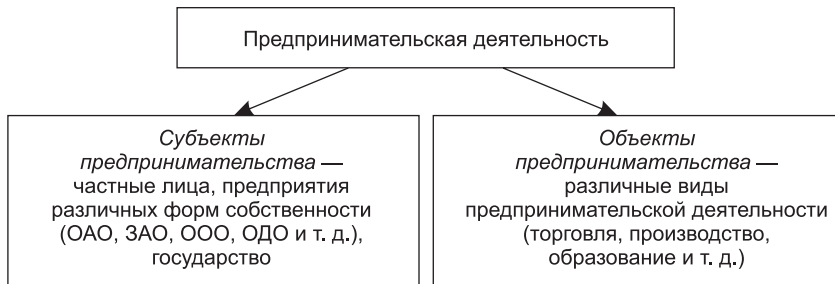 Предпринимательская деятельность
Субъекты
предпринимательства —
частные лица, предприятия
различных форм собственности
(ОАО, ЗАО, ООО, ОДО и т. д.),
государство
Объекты
предпринимательства —
различные виды
предпринимательской деятельности
(торговля, производство,
образование и т. д.)